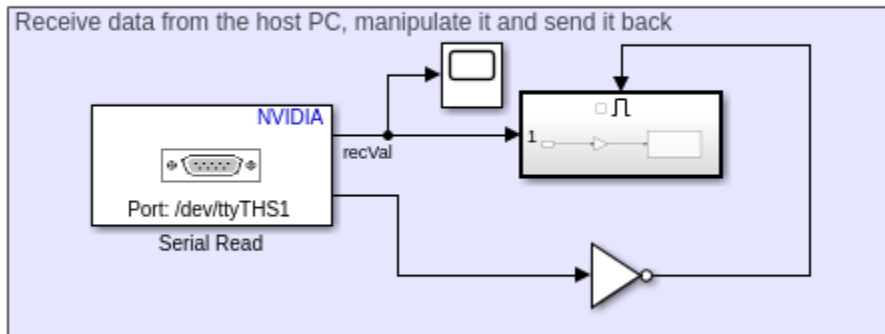 Receive data from the host PC, manipulate it and send it back
NVIDIA
recVal
1
Port: /dev/ttyTHS1
Serial Read